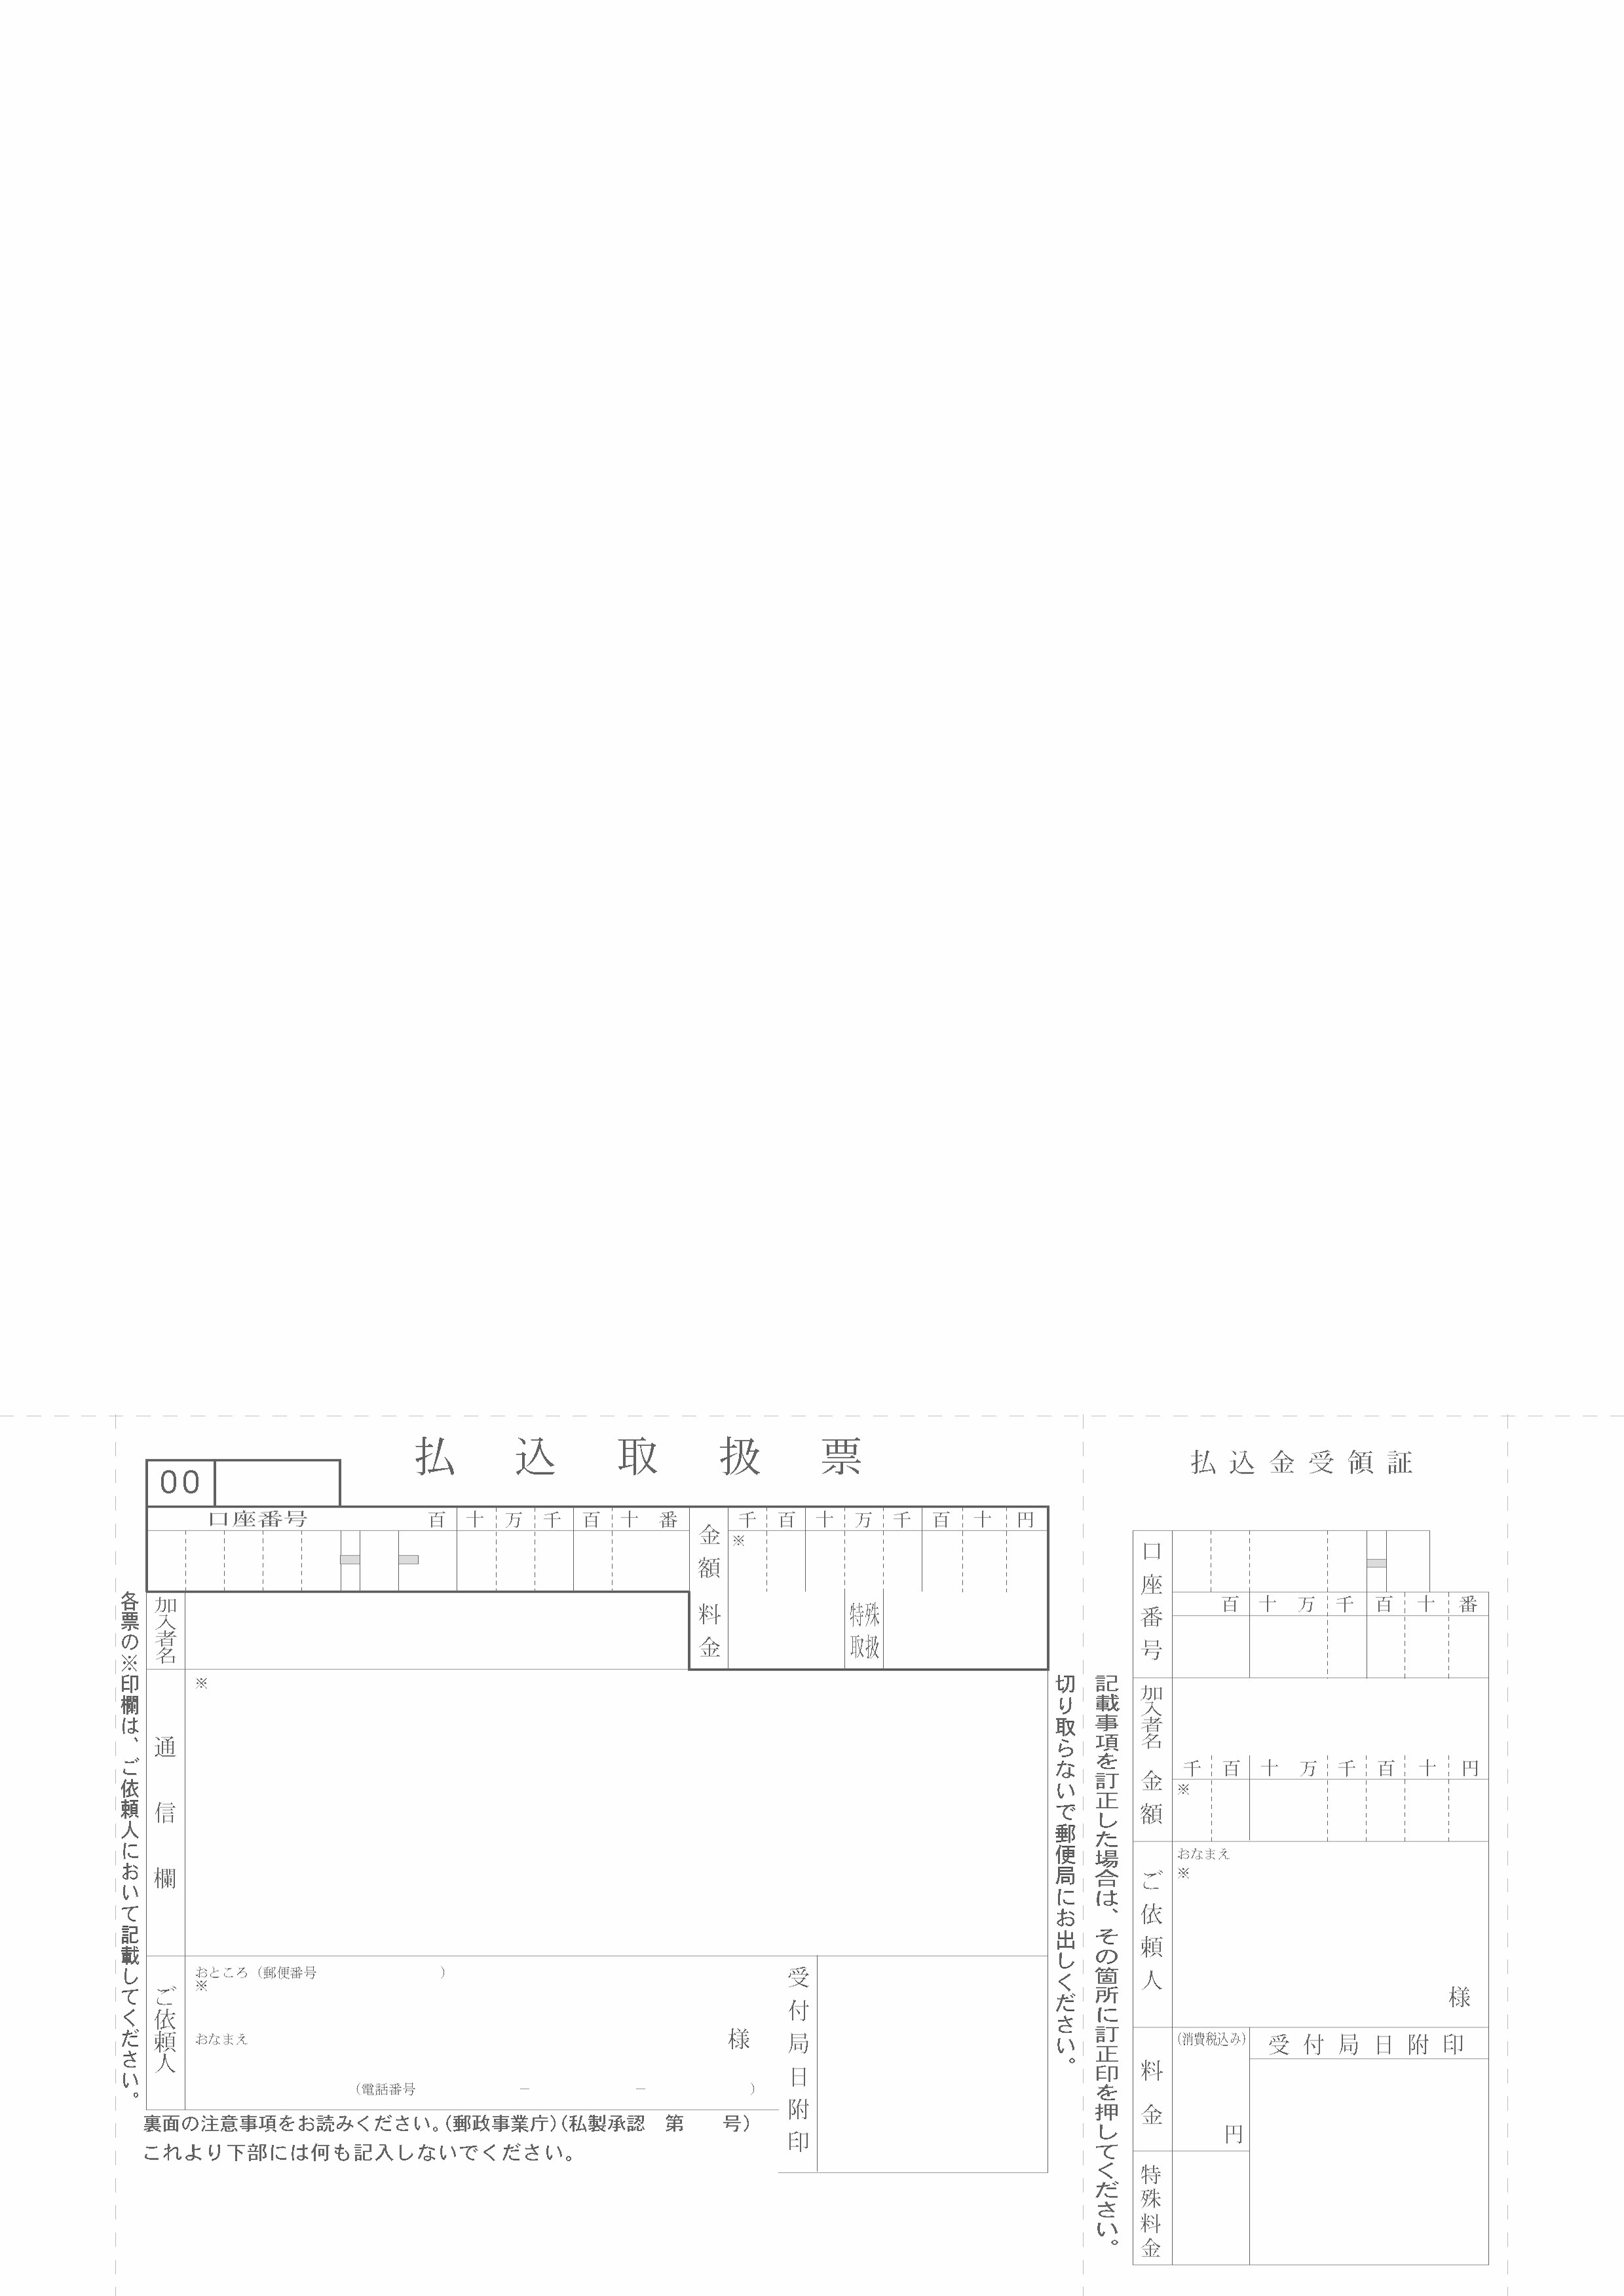 払込取扱票
00
口座番号 百十万千百十番
金額 千百十万千百十円
※
加入者名
料金 特殊取扱
※
通信欄
ご依頼人
おところ（郵便番号　　　）
※
おなまえ 様
（電話番号　　－　　－　　）
受付局日附印
裏面の注意事項をお読みください。（郵政事業庁）（私製承認　第　　号）
これより下部には何も記入しないでください。
各票の※印欄は、ご依頼人において記載してください。
切り取らないで郵便局にお出しください。
記載事項を訂正した場合は、その箇所に訂正印を押してください。
払込金受領証
口座番号
百十万千百十番
加入者名
金額 千百十万千百十円
※
ご依頼人
おなまえ
※
様
料金 （消費税込み）
円
受付局日附印
特殊料金